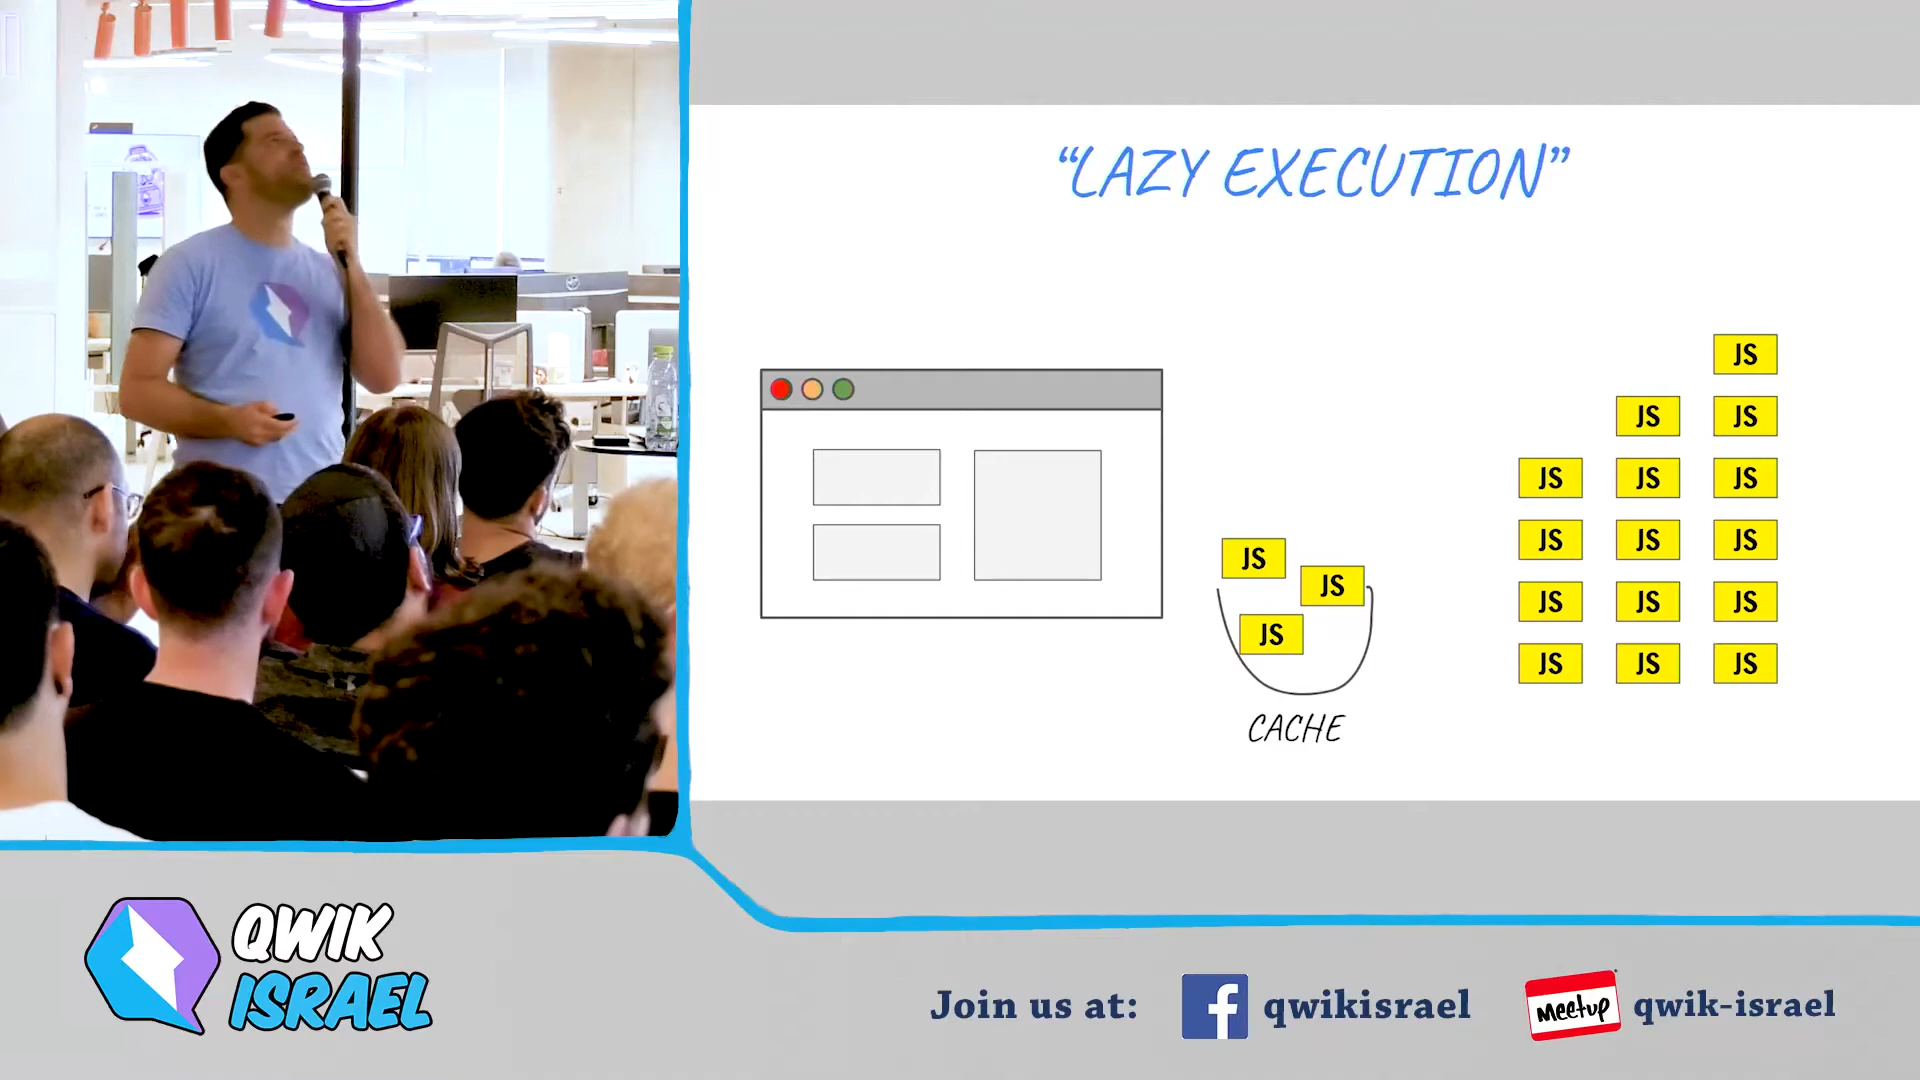 “LAZY EXECUTION”
JS
JS JS
JS JS JS
JS JS JS
JS JS JS
JS JS JS
JS
JS
JS
CACHE
QWIK
ISRAEL
Join us at:
qwikisrael
Meetup
qwik-israel